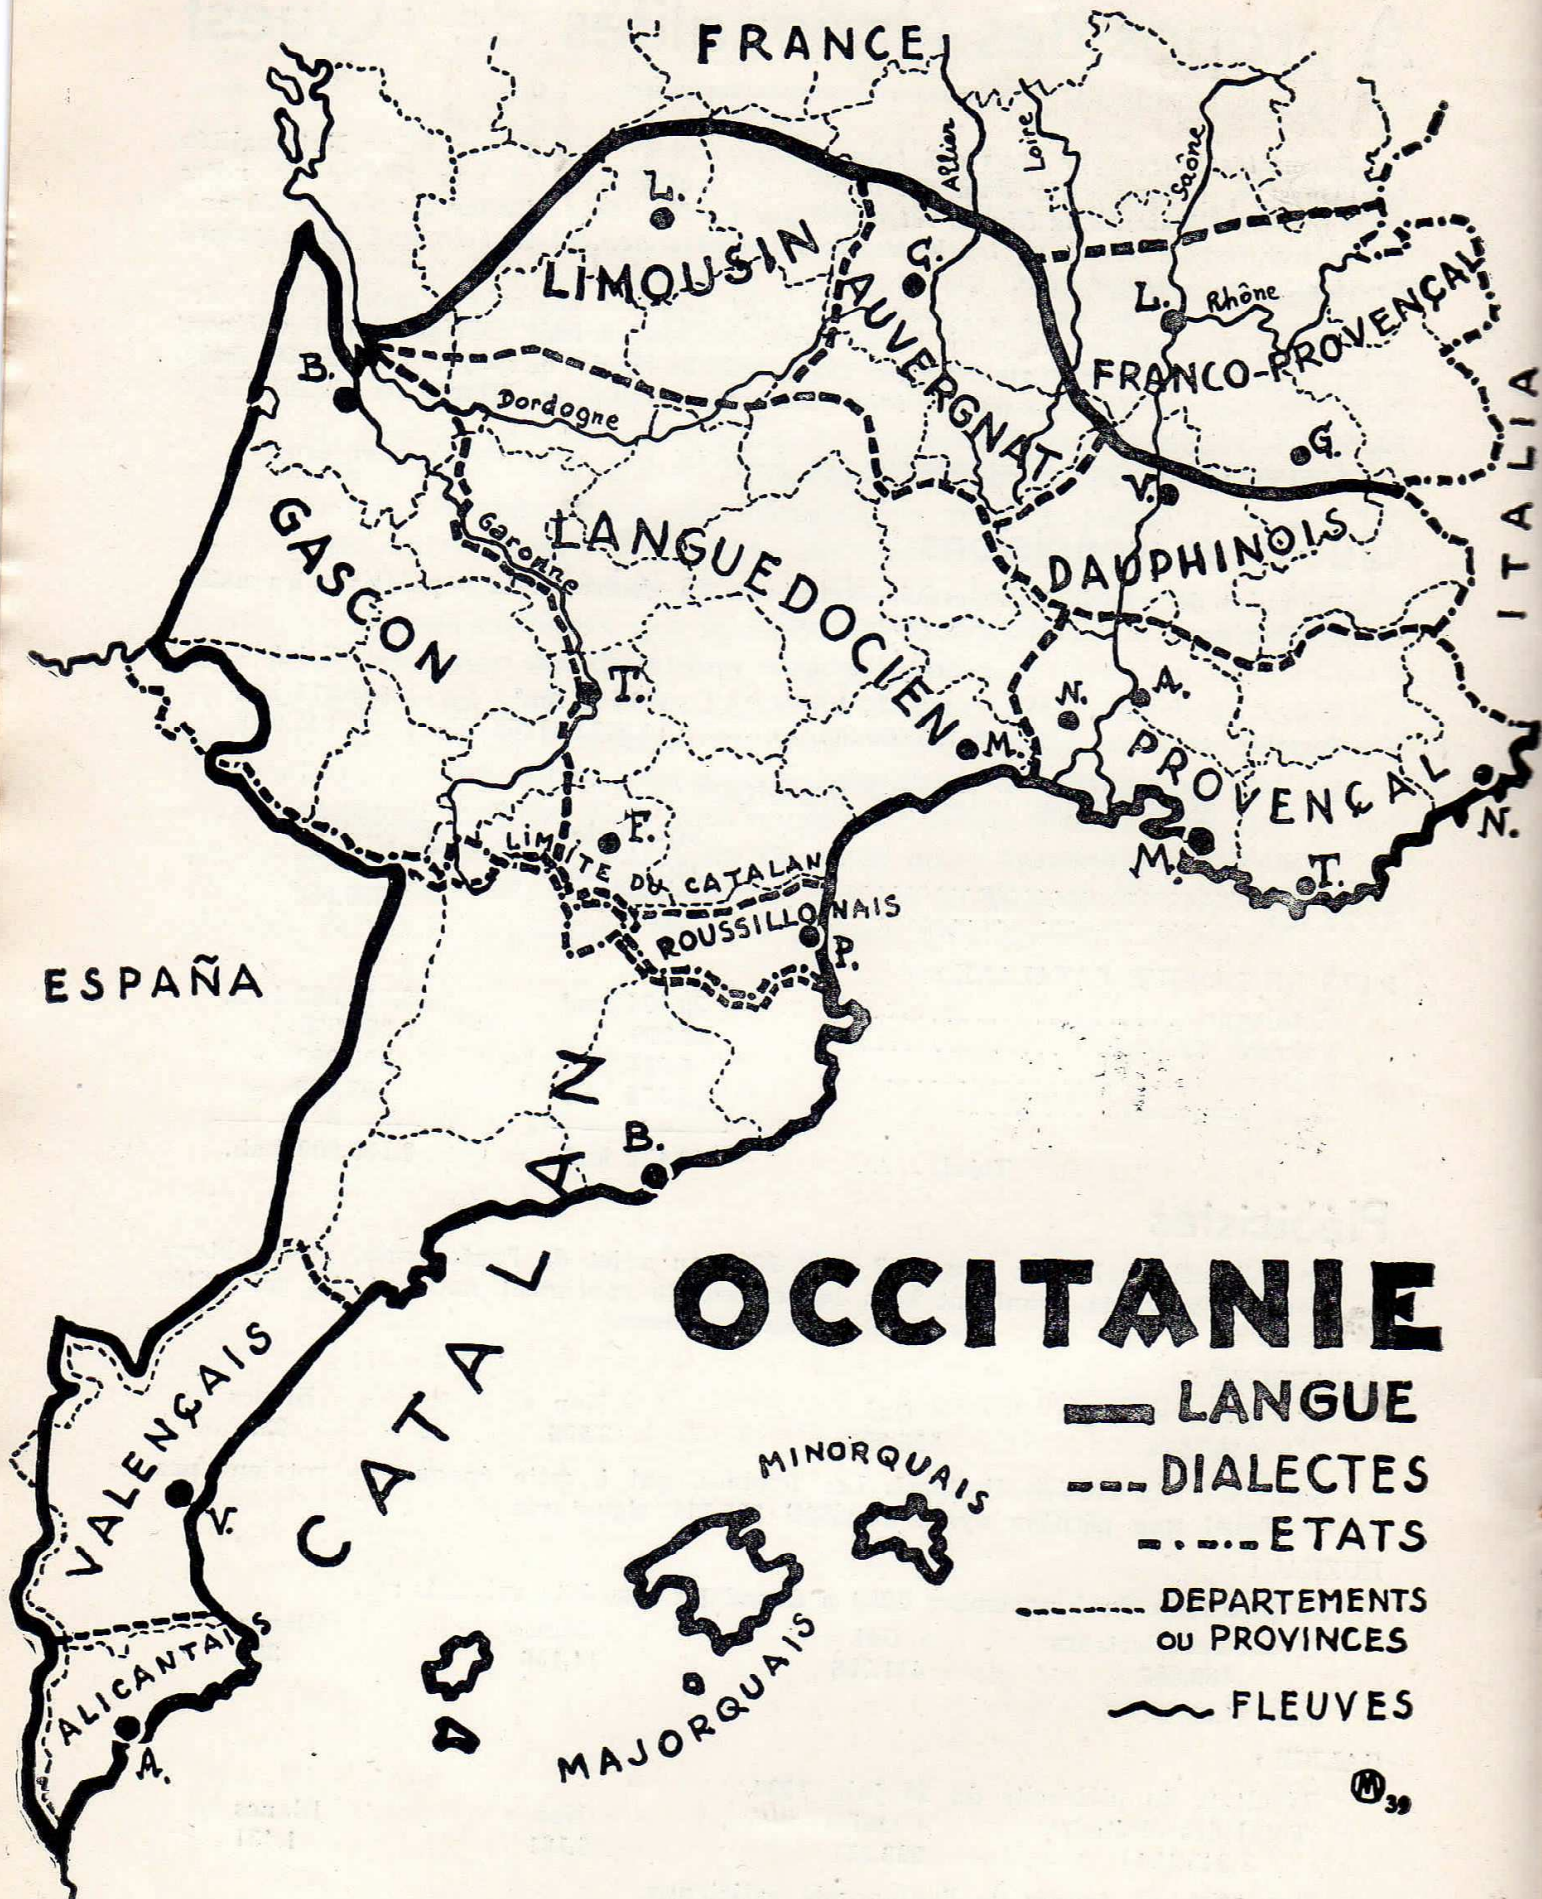 FRANCE
Allier
Loire
Saône
L.
LIMOUSIN
C.
AUVERGNAT
L.
Rhône
FRANCO-PROVENÇAL
B.
Dordogne
G.
ITALIA
V.
GASCON
Garonne
LANGUEDOCIEN
DAUPHINOIS
T.
N.
A.
M.
PROVENÇAL
N.
M.
T.
F.
LIMITE DU CATALAN
ROUSSILLONAIS
P.
ESPAÑA
CATALAN
B.
OCCITANIE
LANGUE
DIALECTES
ETATS
DEPARTEMENTS
OU PROVINCES
FLEUVES
VALENÇAIS
V.
MINORQUAIS
MAJORQUAIS
ALICANTAIS
A.
M 39